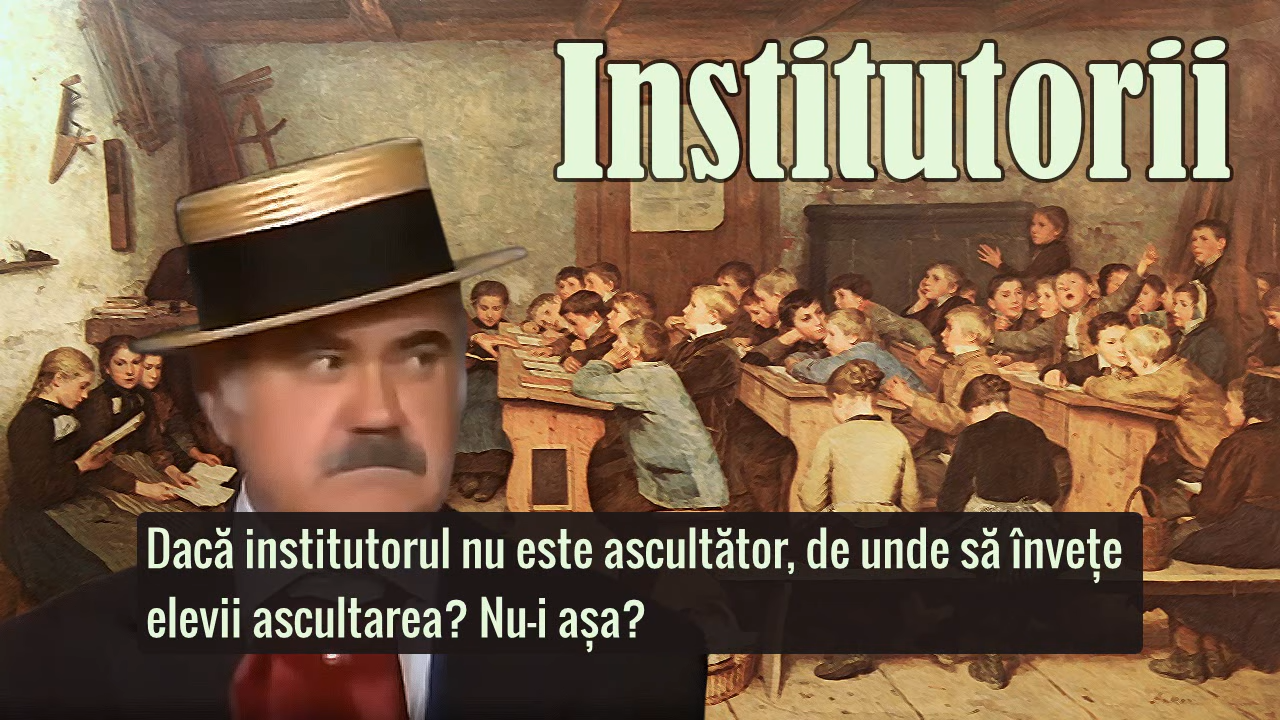 Institutorii
Dacă institutorul nu este ascultător, de unde să învețe
elevii ascultarea? Nu-i așa?